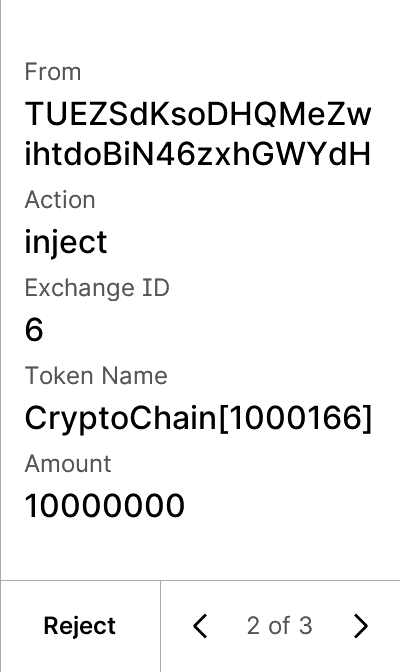 From
TUEZSdKsoDHQMeZw
ihtdoBiN46zxhGWYdH
Action
inject
Exchange ID
6
Token Name
CryptoChain[1000166]
Amount
10000000
Reject
2 of 3